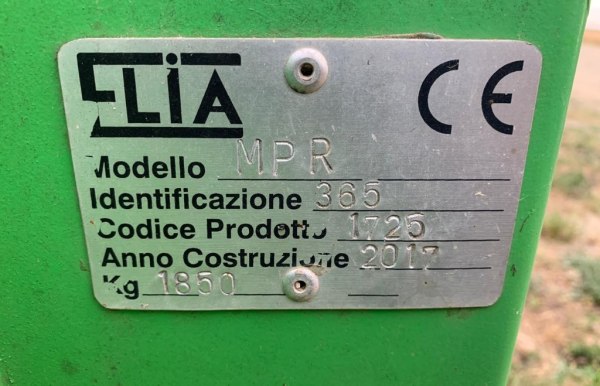 ELIA CE
Modello MPR
Identificazione 365
Codice Prodotto 1725
Anno Costruzione 2017
Kg 1850